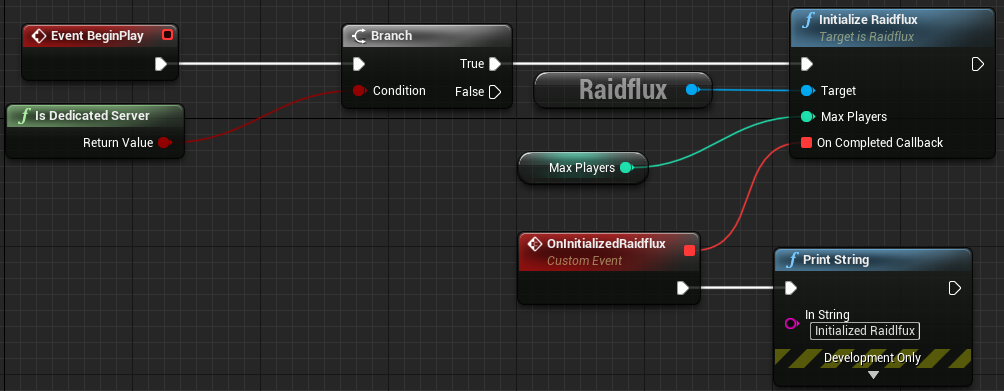 Event BeginPlay
Is Dedicated Server
Return Value
Branch
True
Condition
False
Raidflux
Max Players
Initialize Raidflux
Target is Raidflux
Target
Max Players
On Completed Callback
OnInitializedRaidflux
Custom Event
Print String
In String
Initialized Raidlfux
Development Only